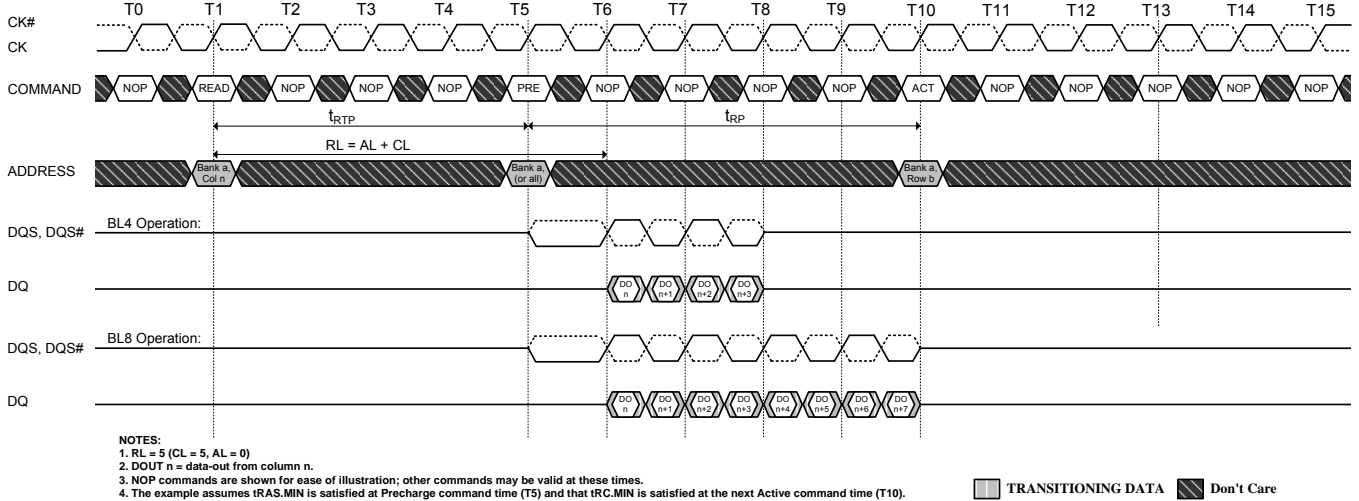 T0 T1 T2 T3 T4 T5 T6 T7 T8 T9 T10 T11 T12 T13 T14 T15
CK#
CK
COMMAND NOP READ NOP NOP NOP PRE NOP NOP NOP NOP ACT NOP NOP NOP NOP NOP
tRTP tRP
RL = AL + CL
ADDRESS Bank a, Col n Bank a, (or all) Bank a, Row b
BL4 Operation:
DQS, DQS#
DQ DO n DO n+1 DO n+2 DO n+3
BL8 Operation:
DQS, DQS#
DQ DO n DO n+1 DO n+2 DO n+3 DO n+4 DO n+5 DO n+6 DO n+7
NOTES:
1. RL = 5 (CL = 5, AL = 0)
2. DOUT n = data-out from column n.
3. NOP commands are shown for ease of illustration; other commands may be valid at these times.
4. The example assumes tRAS.MIN is satisfied at Precharge command time (T5) and that tRC.MIN is satisfied at the next Active command time (T10).
TRANSITIONING DATA Don't Care